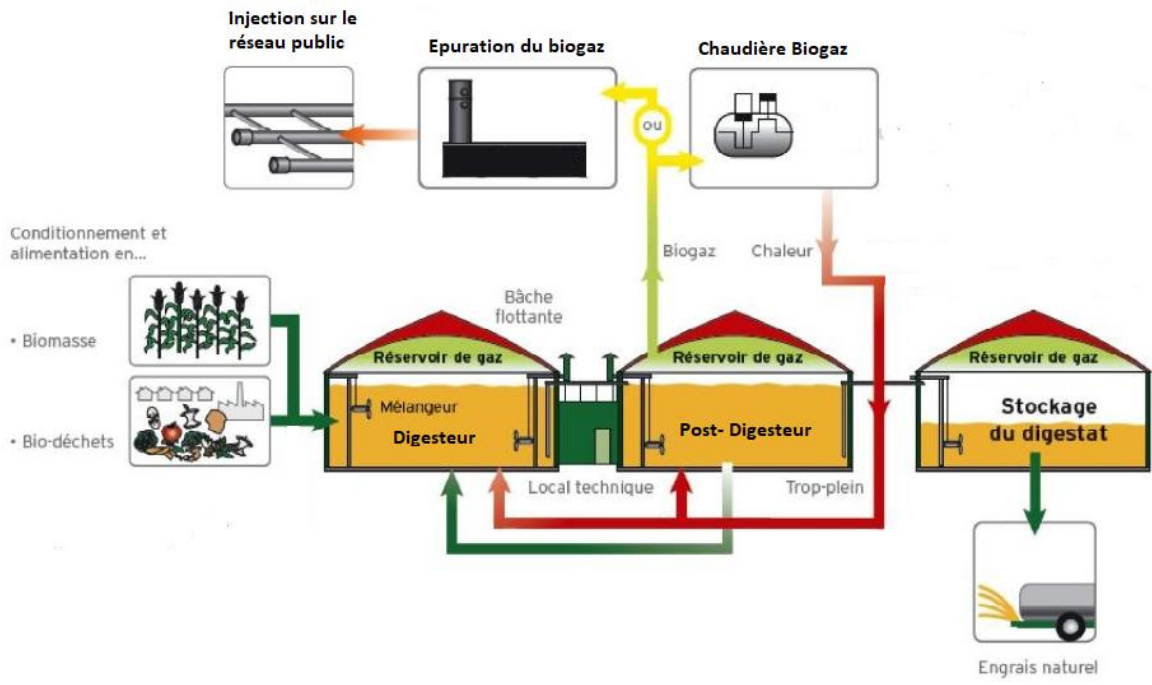 Injection sur le
réseau public
Epuration du biogaz
Chaudière Biogaz
ou
Conditionnement et
alimentation en...
Biogaz
Chaleur
Bâche
flottante
• Biomasse
Réservoir de gaz
Réservoir de gaz
Réservoir de gaz
Mélangeur
Digesteur
Post- Digesteur
Stockage
du digestat
• Bio-déchets
Local technique
Trop-plein
Engrais naturel